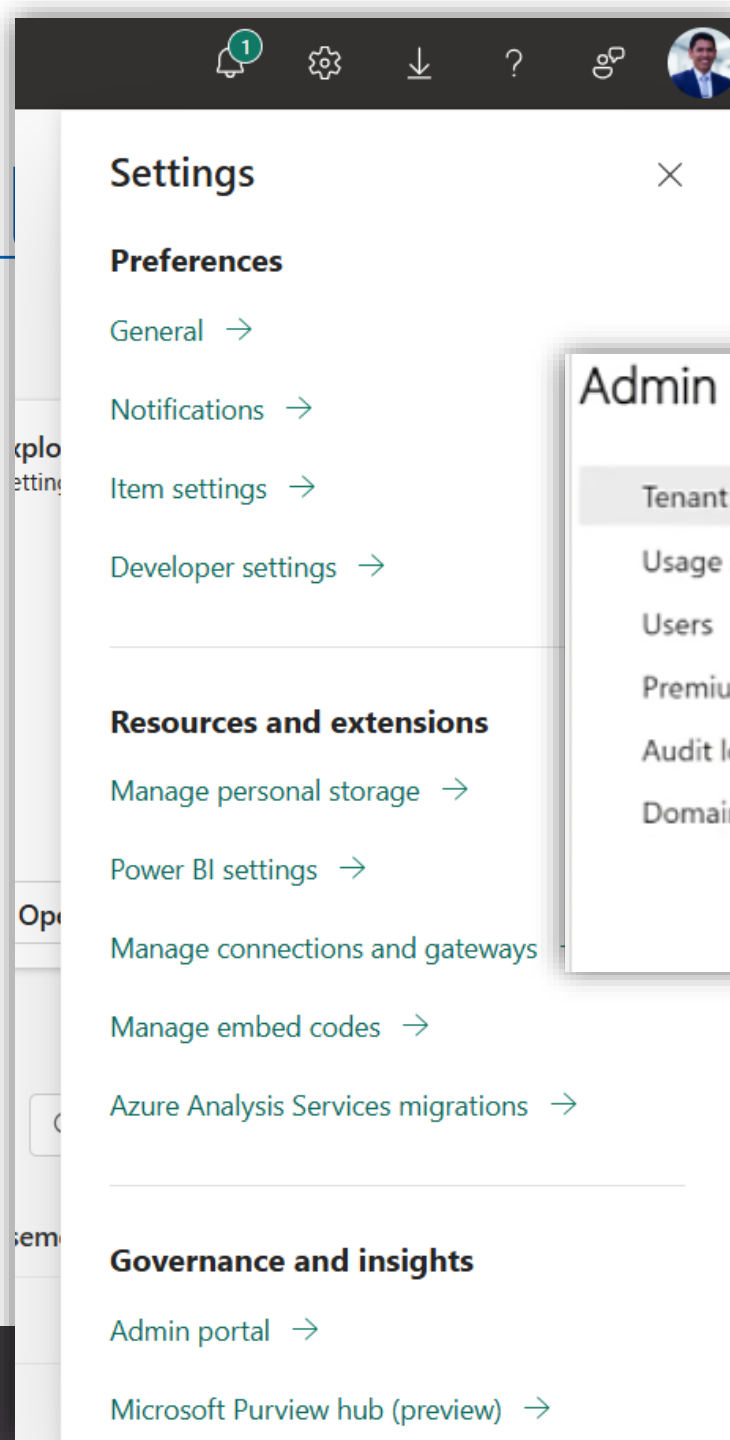 1
Settings
Preferences
General
Notifications
Item settings
Developer settings
Resources and extensions
Manage personal storage
Power BI settings
Manage connections and gateways
Manage embed codes
Azure Analysis Services migrations
Governance and insights
Admin portal
Microsoft Purview hub (preview)
Admin
Tenant
Usage
Users
Audit